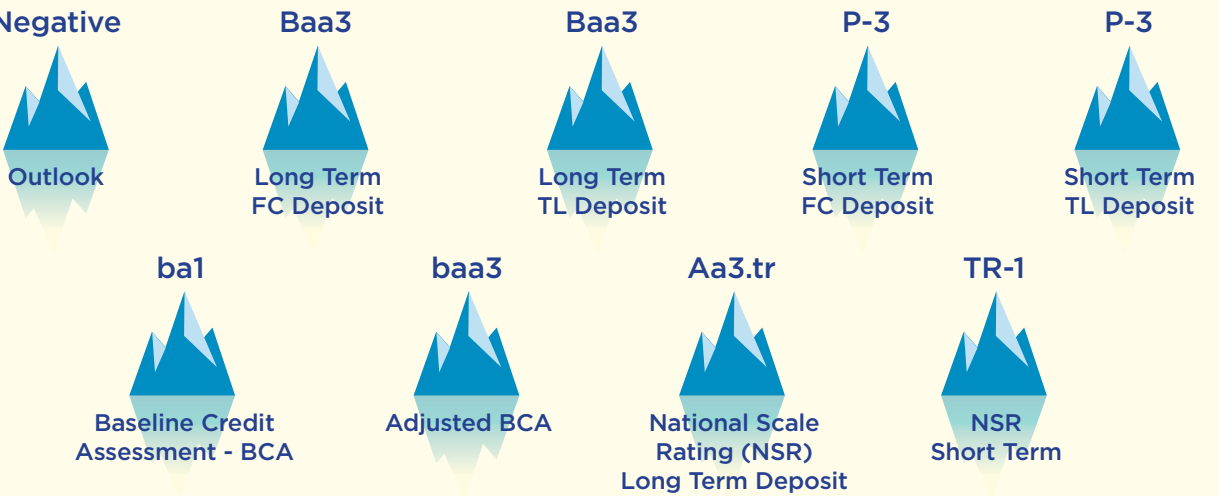 Negative
Baa3
Baa3
P-3
P-3
Outlook
Long Term
FC Deposit
Long Term
TL Deposit
Short Term
FC Deposit
Short Term
TL Deposit
ba1
baa3
Aa3.tr
TR-1
Baseline Credit
Assessment - BCA
Adjusted BCA
National Scale
Rating (NSR)
Long Term Deposit
NSR
Short Term